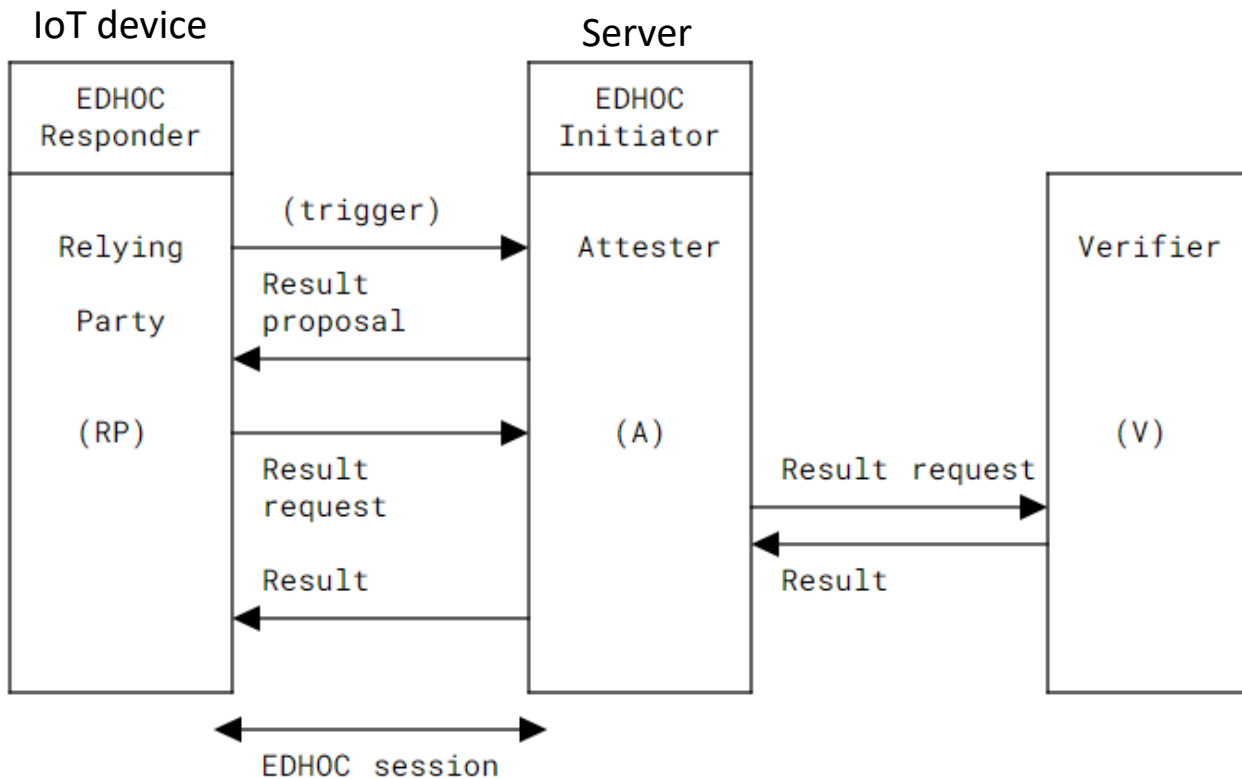 IoT device
Server
EDHOC
Responder
EDHOC
Initiator
(trigger)
Relying
Attester
Verifier
Result
Party
proposal
(RP)
(A)
(V)
Result
request
Result request
Result
Result
EDHOC session